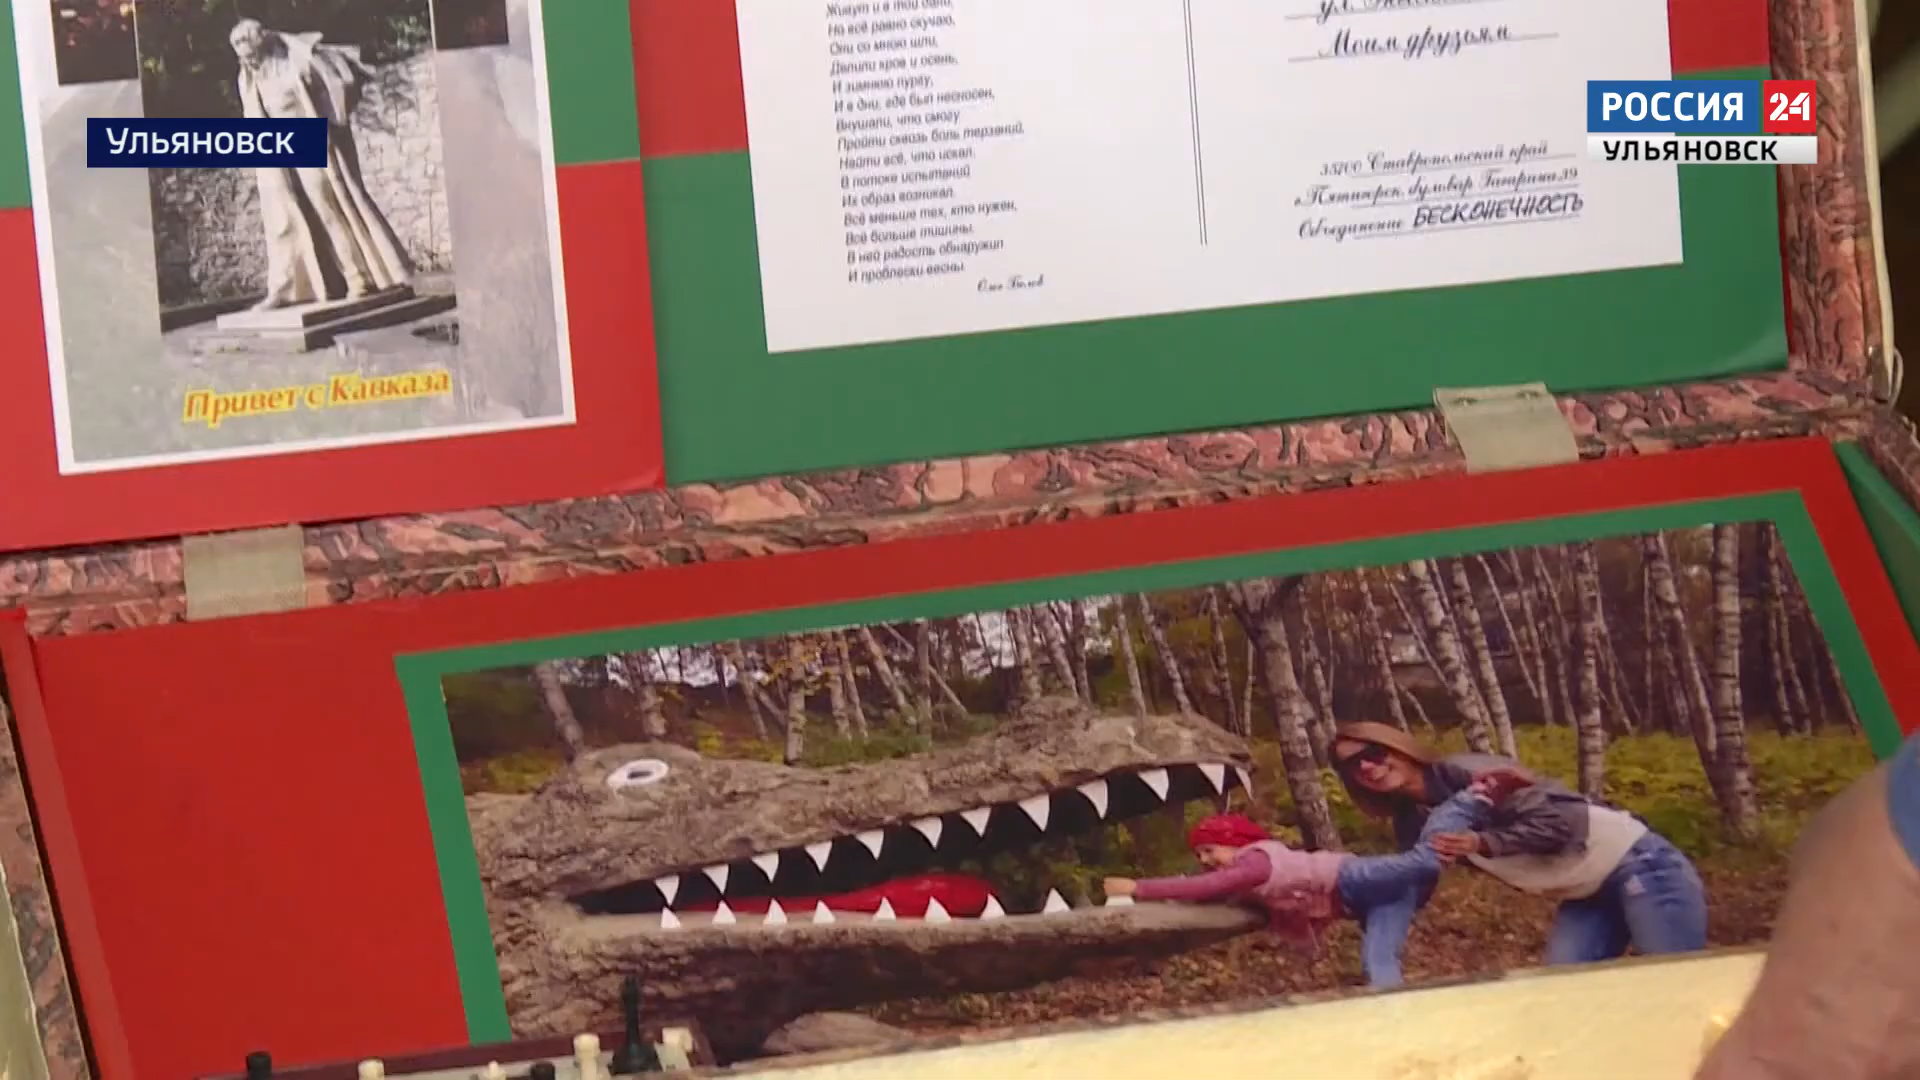 Живут и в той дали,
Но всё равно скучаю,
Они со мною шли,
Делили кров и осень,
И зимнюю пургу,
И в дни, где был несносен,
Внушали, что смогу
Пройти сквозь боль терзаний,
Найти всё, что искал.
В потоке испытаний
Их образ возникал.
Всё меньше тех, кто нужен,
Всё больше тишины.
В ней радость обнаружил
И проблески весны.
Моим друзьям
Ставропольский край
г. Пятигорск, бульвар Гагарина 19
Объединение БЕСКОНЕЧНОСТЬ
Привет с Кавказа
УЛЬЯНОВСК
РОССИЯ 24
УЛЬЯНОВСК